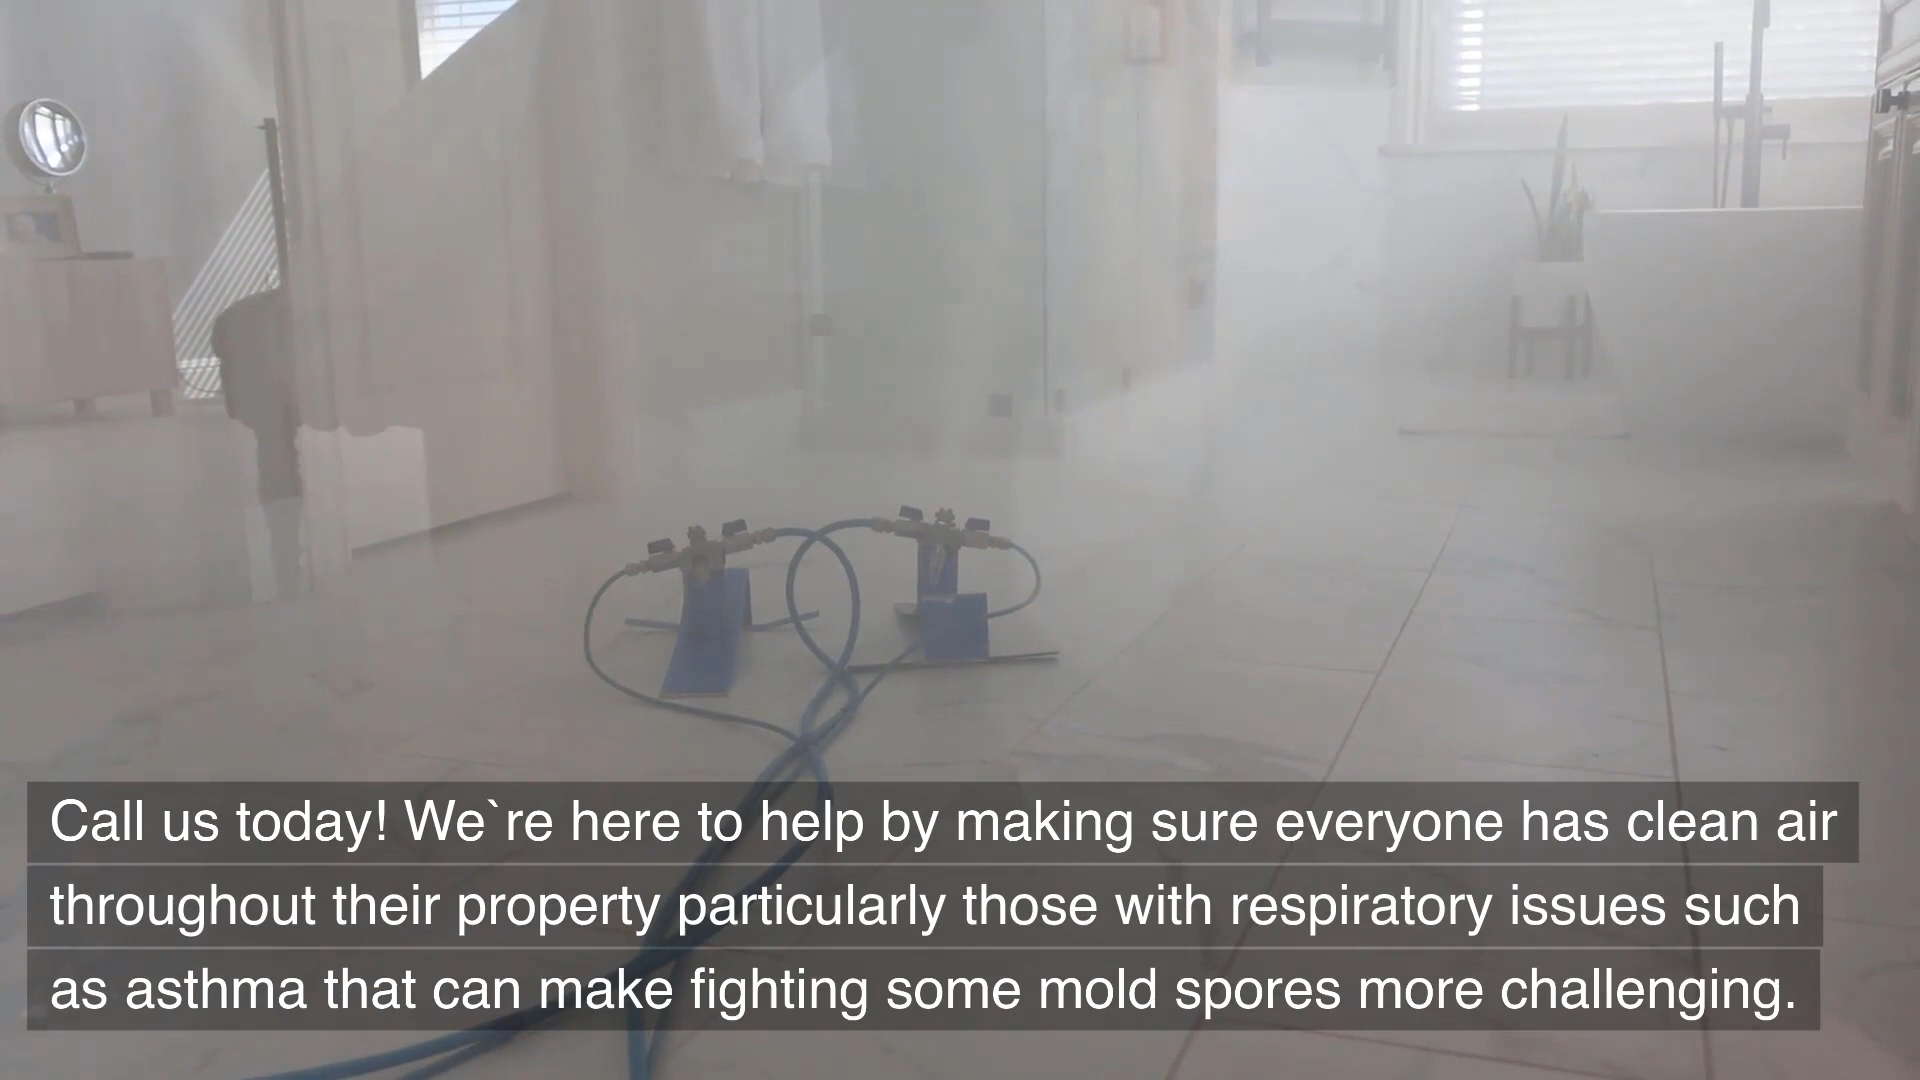 Call us today! We`re here to help by making sure everyone has clean air
throughout their property particularly those with respiratory issues such
as asthma that can make fighting some mold spores more challenging.